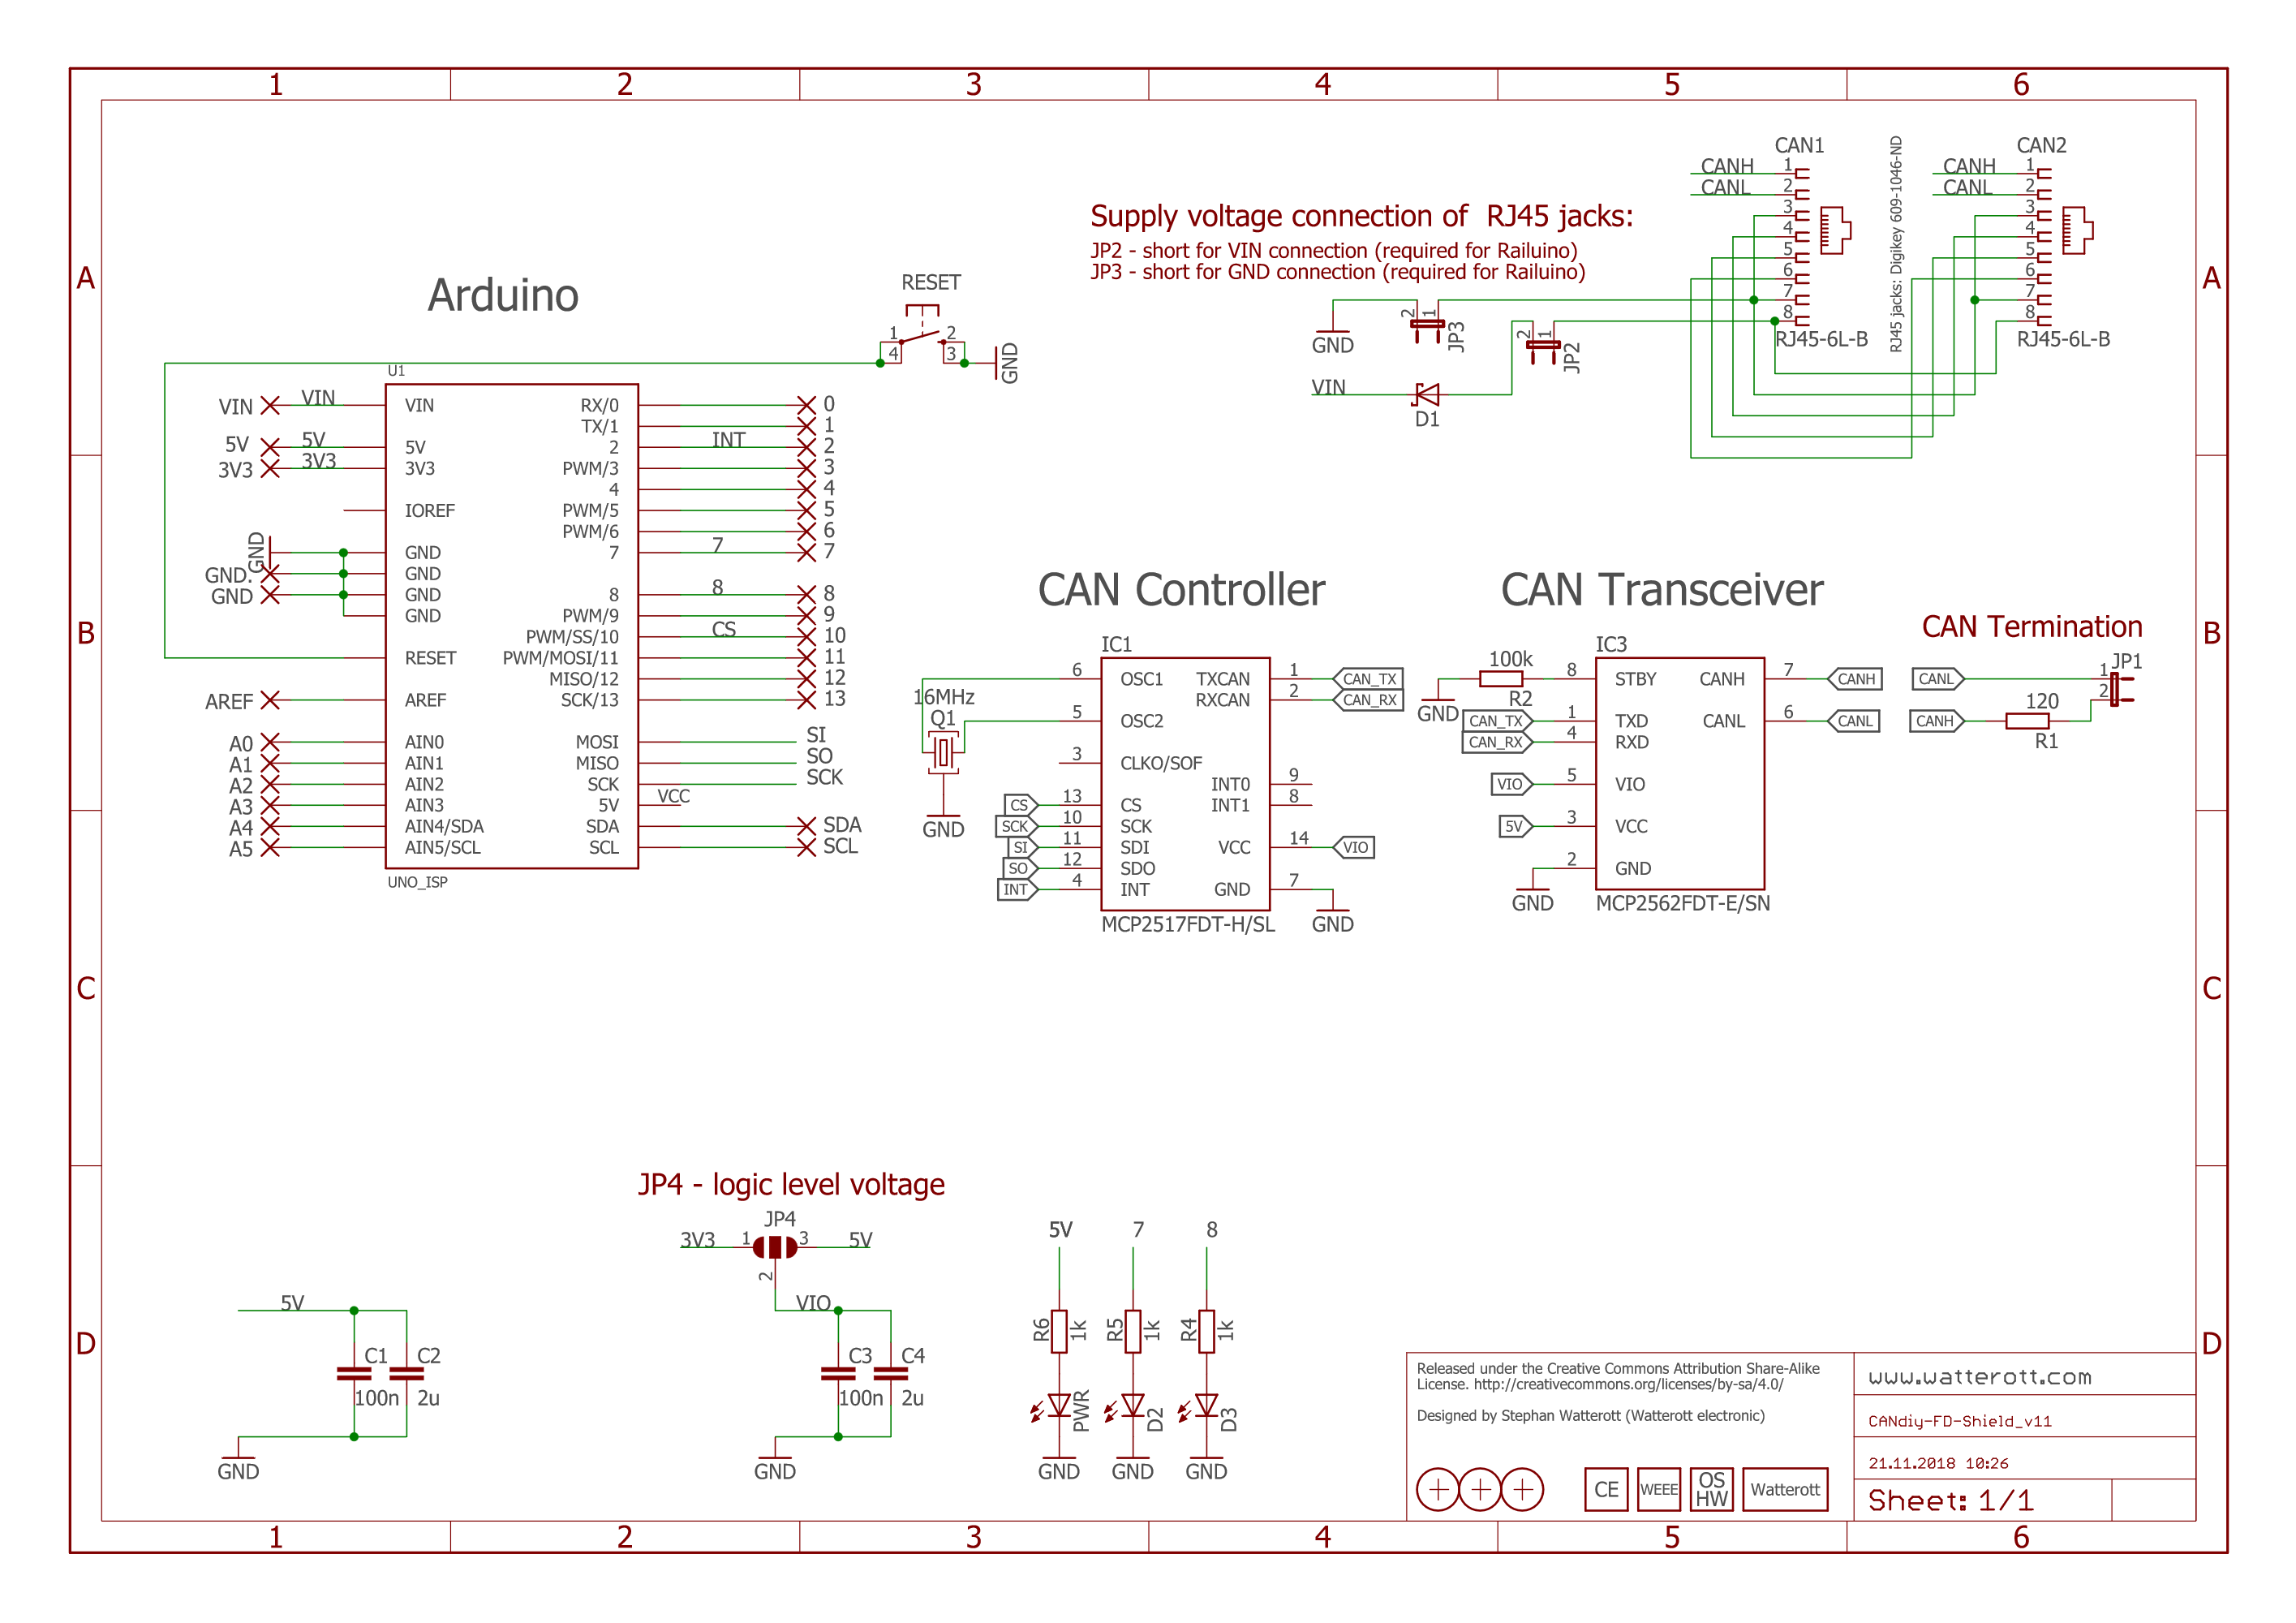 1 2 3 4 5 6
A
B
C
D
A
B
C
D
Arduino
RESET
1 2
4 3
GND
U1
VIN VIN VIN RX/0 0
TX/1 1
5V 5V 5V 2 INT 2
3V3 3V3 3V3 PWM/3 3
4 4
IOREF PWM/5 5
PWM/6 6
GND GND 7 7 7
GND. GND
GND GND 8 8 8
GND PWM/9 9
PWM/SS/10 CS 10
RESET PWM/MOSI/11 11
MISO/12 12
AREF AREF SCK/13 13
A0 AIN0 MOSI SI
A1 AIN1 MISO SO
A2 AIN2 SCK SCK
A3 AIN3 5V VCC
A4 AIN4/SDA SDA SDA
A5 AIN5/SCL SCL SCL
UNO_ISP
Supply voltage connection of RJ45 jacks:
JP2 - short for VIN connection (required for Railuino)
JP3 - short for GND connection (required for Railuino)
GND
2 1 JP3
2 1 JP2
VIN
D1
CAN1
CANH 1
CANL 2
3
4
5
6
7
8
RJ45-6L-B
RJ45 jacks: Digikey 609-1046-ND
CAN2
CANH 1
CANL 2
3
4
5
6
7
8
RJ45-6L-B
CAN Controller
IC1
16MHz
Q1
GND
6 OSC1 TXCAN 1 CAN_TX
RXCAN 2 CAN_RX
5 OSC2
3 CLKO/SOF
INT0 9
CS 13 CS INT1 8
SCK 10 SCK
SI 11 SDI VCC 14 VIO
SO 12 SDO
INT 4 INT GND 7
MCP2517FDT-H/SL
GND
CAN Transceiver
IC3
100k
R2
GND
8 STBY CANH 7 CANH
CAN_TX 1 TXD CANL 6 CANL
CAN_RX 4 RXD
VIO 5 VIO
5V 3 VCC
2 GND
GND
MCP2562FDT-E/SN
CAN Termination
JP1
CANL 1
2
120
CANH
R1
JP4 - logic level voltage
JP4
3V3 1 3 5V
2
VIO
C3 C4
100n 2u
GND
5V
C1 C2
100n 2u
GND
5V 7 8
R6 1k R5 1k R4 1k
PWR D2 D3
GND GND GND
Released under the Creative Commons Attribution Share-Alike
License. http://creativecommons.org/licenses/by-sa/4.0/
Designed by Stephan Watterott (Watterott electronic)
CE WEEE OS HW Watterott
www.watterott.com
CANdiy-FD-Shield_v11
21.11.2018 10:26
Sheet: 1/1
1 2 3 4 5 6